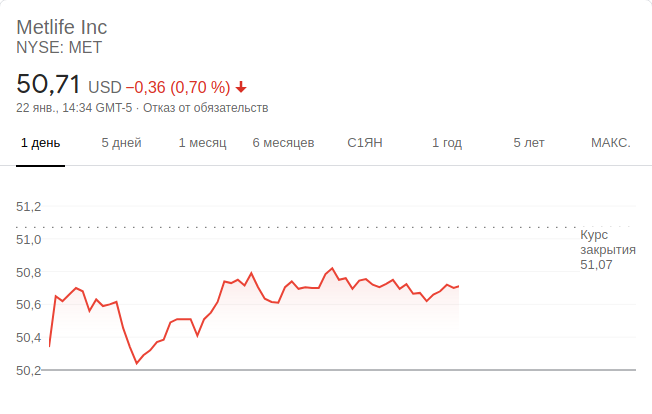 Metlife Inc
NYSE: MET
50,71 USD −0,36 (0,70 %)
22 янв., 14:34 GMT-5 · Отказ от обязательств
1 день 5 дней 1 месяц 6 месяцев С1ЯН 1 год 5 лет МАКС.
51,2
51,0
50,8
50,6
50,4
50,2
Курс
закрытия
51,07